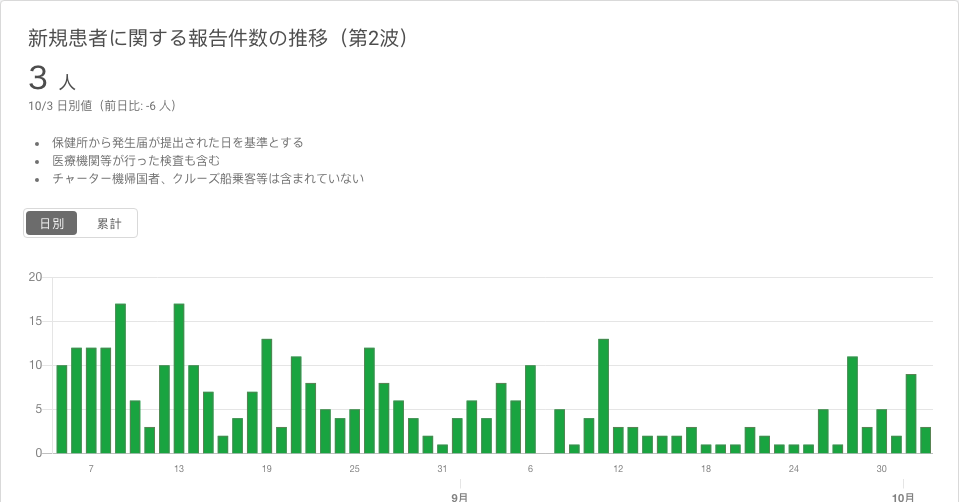 新規患者に関する報告件数の推移（第2波）
3 人
10/3 日別値（前日比: -6 人）
保健所から発生届が提出された日を基準とする
医療機関等が行った検査も含む
チャーター機帰国者、クルーズ船乗客等は含まれていない
日別 累計
20
15
10
5
0
7 13 19 25 31 6 12 18 24 30
9月 10月